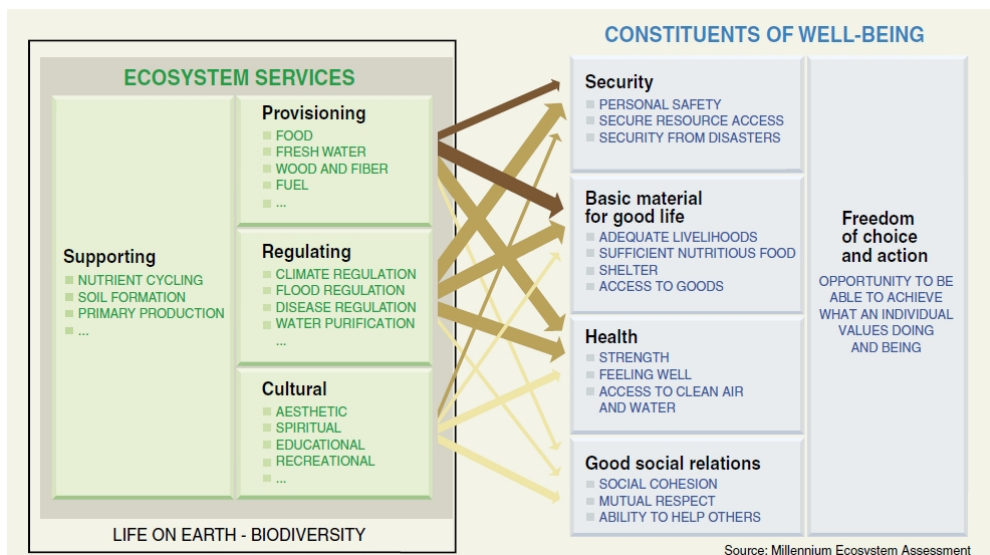 CONSTITUENTS OF WELL-BEING
ECOSYSTEM SERVICES
Supporting
NUTRIENT CYCLING
SOIL FORMATION
PRIMARY PRODUCTION
...
Provisioning
FOOD
FRESH WATER
WOOD AND FIBER
FUEL
...
Regulating
CLIMATE REGULATION
FLOOD REGULATION
DISEASE REGULATION
WATER PURIFICATION
...
Cultural
AESTHETIC
SPIRITUAL
EDUCATIONAL
RECREATIONAL
...
LIFE ON EARTH - BIODIVERSITY
Security
PERSONAL SAFETY
SECURE RESOURCE ACCESS
SECURITY FROM DISASTERS
Basic material
for good life
ADEQUATE LIVELIHOODS
SUFFICIENT NUTRITIOUS FOOD
SHELTER
ACCESS TO GOODS
Health
STRENGTH
FEELING WELL
ACCESS TO CLEAN AIR
AND WATER
Good social relations
SOCIAL COHESION
MUTUAL RESPECT
ABILITY TO HELP OTHERS
Freedom
of choice
and action
OPPORTUNITY TO BE
ABLE TO ACHIEVE
WHAT AN INDIVIDUAL
VALUES DOING
AND BEING
Source: Millennium Ecosystem Assessment